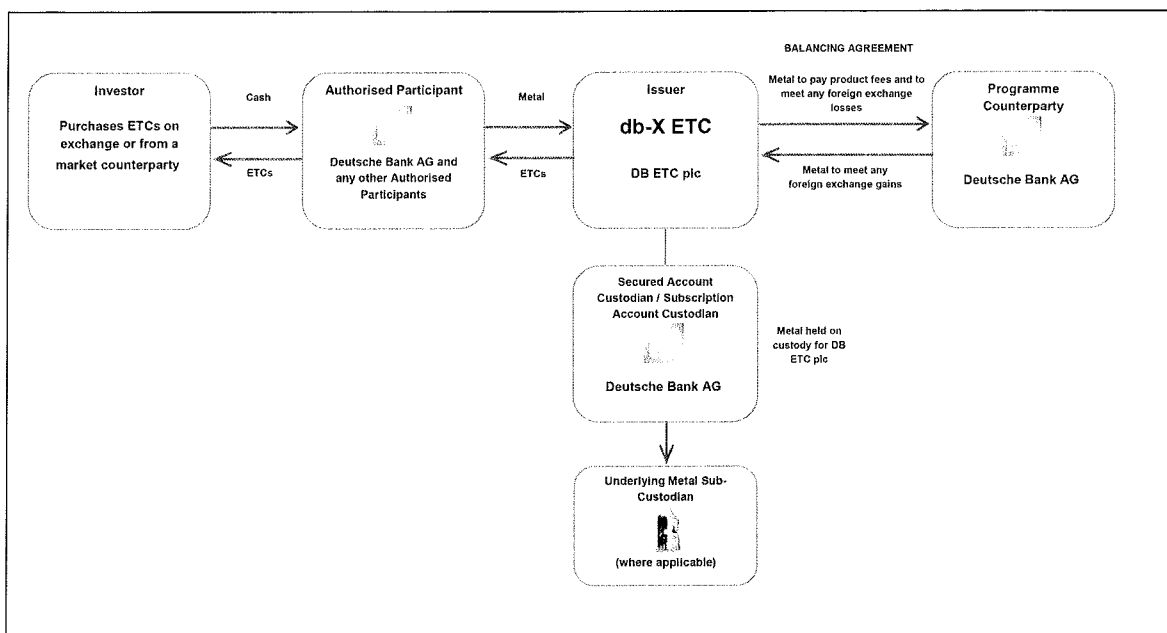 Investor
Purchases ETCs on
exchange or from a
market counterparty
Cash
ETCs
Authorised Participant
Deutsche Bank AG and
any other Authorised
Participants
Metal
ETCs
Issuer
db-X ETC
DB ETC plc
BALANCING AGREEMENT
Metal to pay product fees and to
meet any foreign exchange
losses
Metal to meet any
foreign exchange gains
Programme
Counterparty
Deutsche Bank AG
Secured Account
Custodian / Subscription
Account Custodian
Deutsche Bank AG
Metal held on
custody for DB
ETC plc
Underlying Metal Sub-
Custodian
(where applicable)